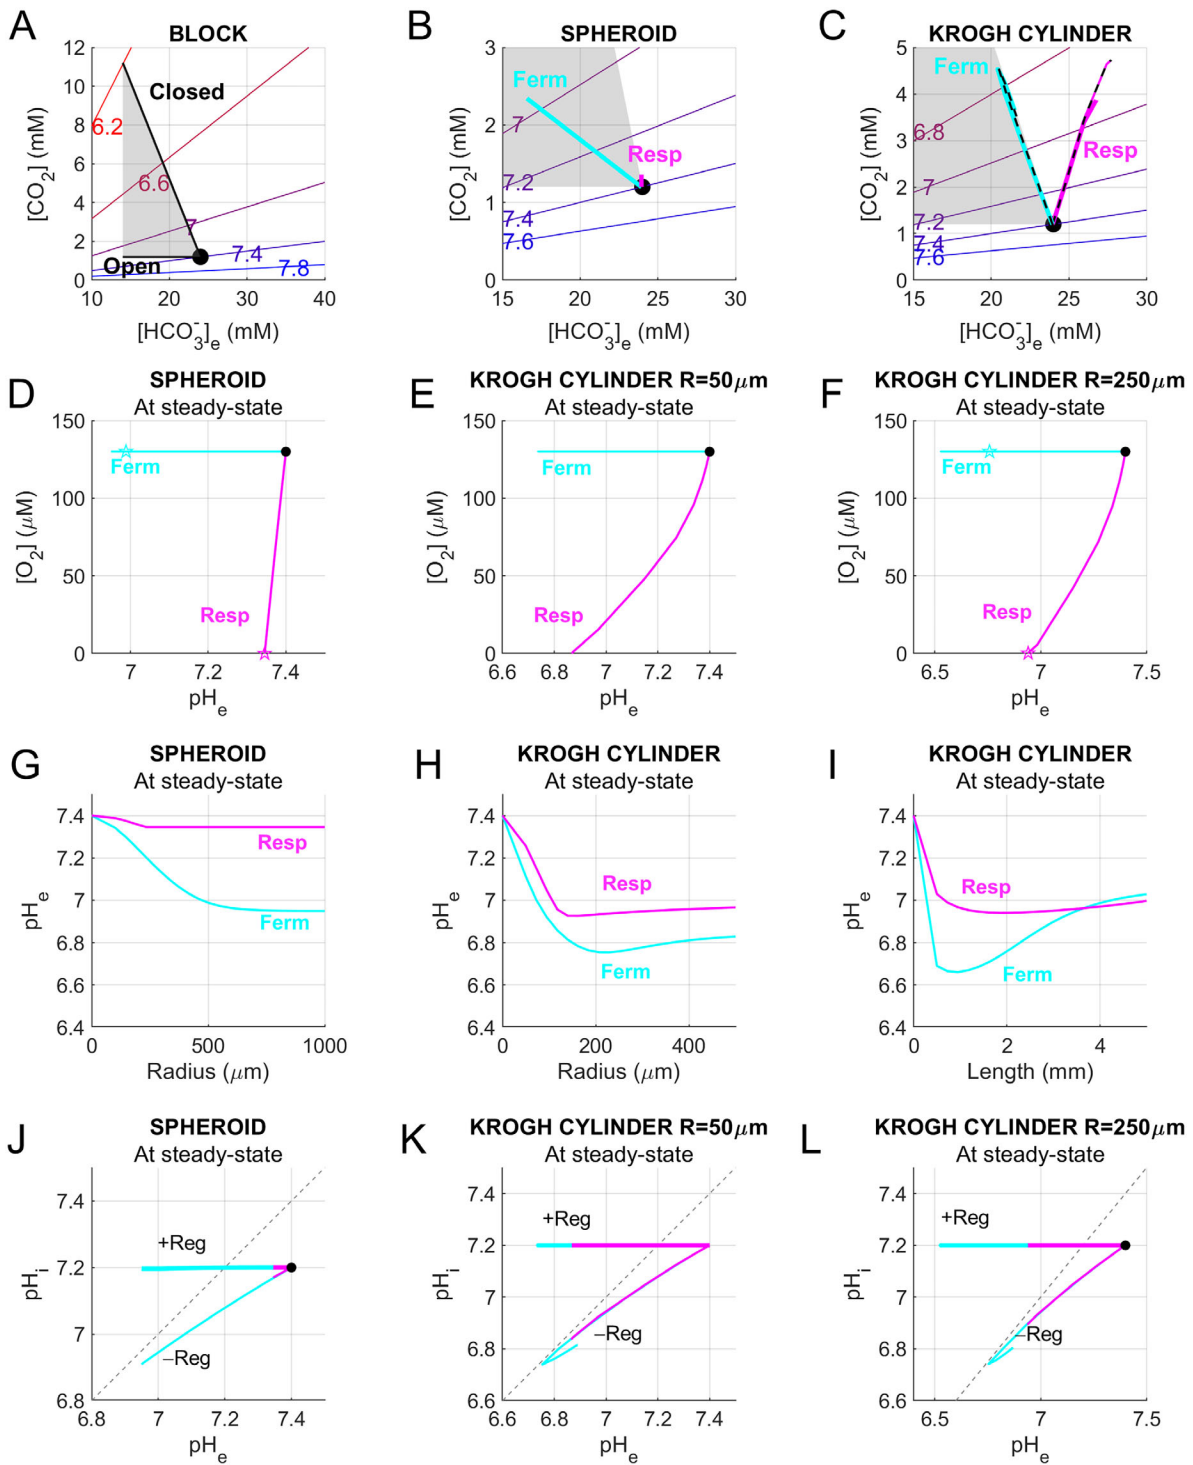 A
BLOCK
12
10
8
6
4
2
0
[CO2] (mM)
Closed
6.2
6.6
7
7.4
7.8
Open
10
20
30
40
[HCO3-]e (mM)
B
SPHEROID
3
2
1
0
[CO2] (mM)
Ferm
7
Resp
7.2
7.4
7.6
15
20
25
30
[HCO3-]e (mM)
C
KROGH CYLINDER
5
4
3
2
1
0
[CO2] (mM)
Ferm
6.8
Resp
7
7.2
7.4
7.6
15
20
25
30
[HCO3-]e (mM)
D
SPHEROID
At steady-state
150
100
50
0
[O2] (μM)
Ferm
Resp
7
7.2
7.4
pHe
E
KROGH CYLINDER R=50μm
At steady-state
150
100
50
0
[O2] (μM)
Ferm
Resp
6.6
6.8
7
7.2
7.4
pHe
F
KROGH CYLINDER R=250μm
At steady-state
150
100
50
0
[O2] (μM)
Ferm
Resp
6.5
7
7.5
pHe
G
SPHEROID
At steady-state
7.4
7.2
7
6.8
6.6
6.4
pHe
Resp
Ferm
0
500
1000
Radius (μm)
H
KROGH CYLINDER
At steady-state
7.4
7.2
7
6.8
6.6
6.4
pHe
Resp
Ferm
0
200
400
Radius (μm)
I
KROGH CYLINDER
At steady-state
7.4
7.2
7
6.8
6.6
6.4
pHe
Resp
Ferm
0
2
4
Length (mm)
J
SPHEROID
At steady-state
7.4
7.2
7
6.8
pHi
+Reg
−Reg
6.8
7
7.2
7.4
pHe
K
KROGH CYLINDER R=50μm
At steady-state
7.4
7.2
7
6.8
6.6
pHi
+Reg
−Reg
6.6
6.8
7
7.2
7.4
pHe
L
KROGH CYLINDER R=250μm
At steady-state
7.4
7.2
7
6.8
6.6
pHi
+Reg
−Reg
6.5
7
7.5
pHe